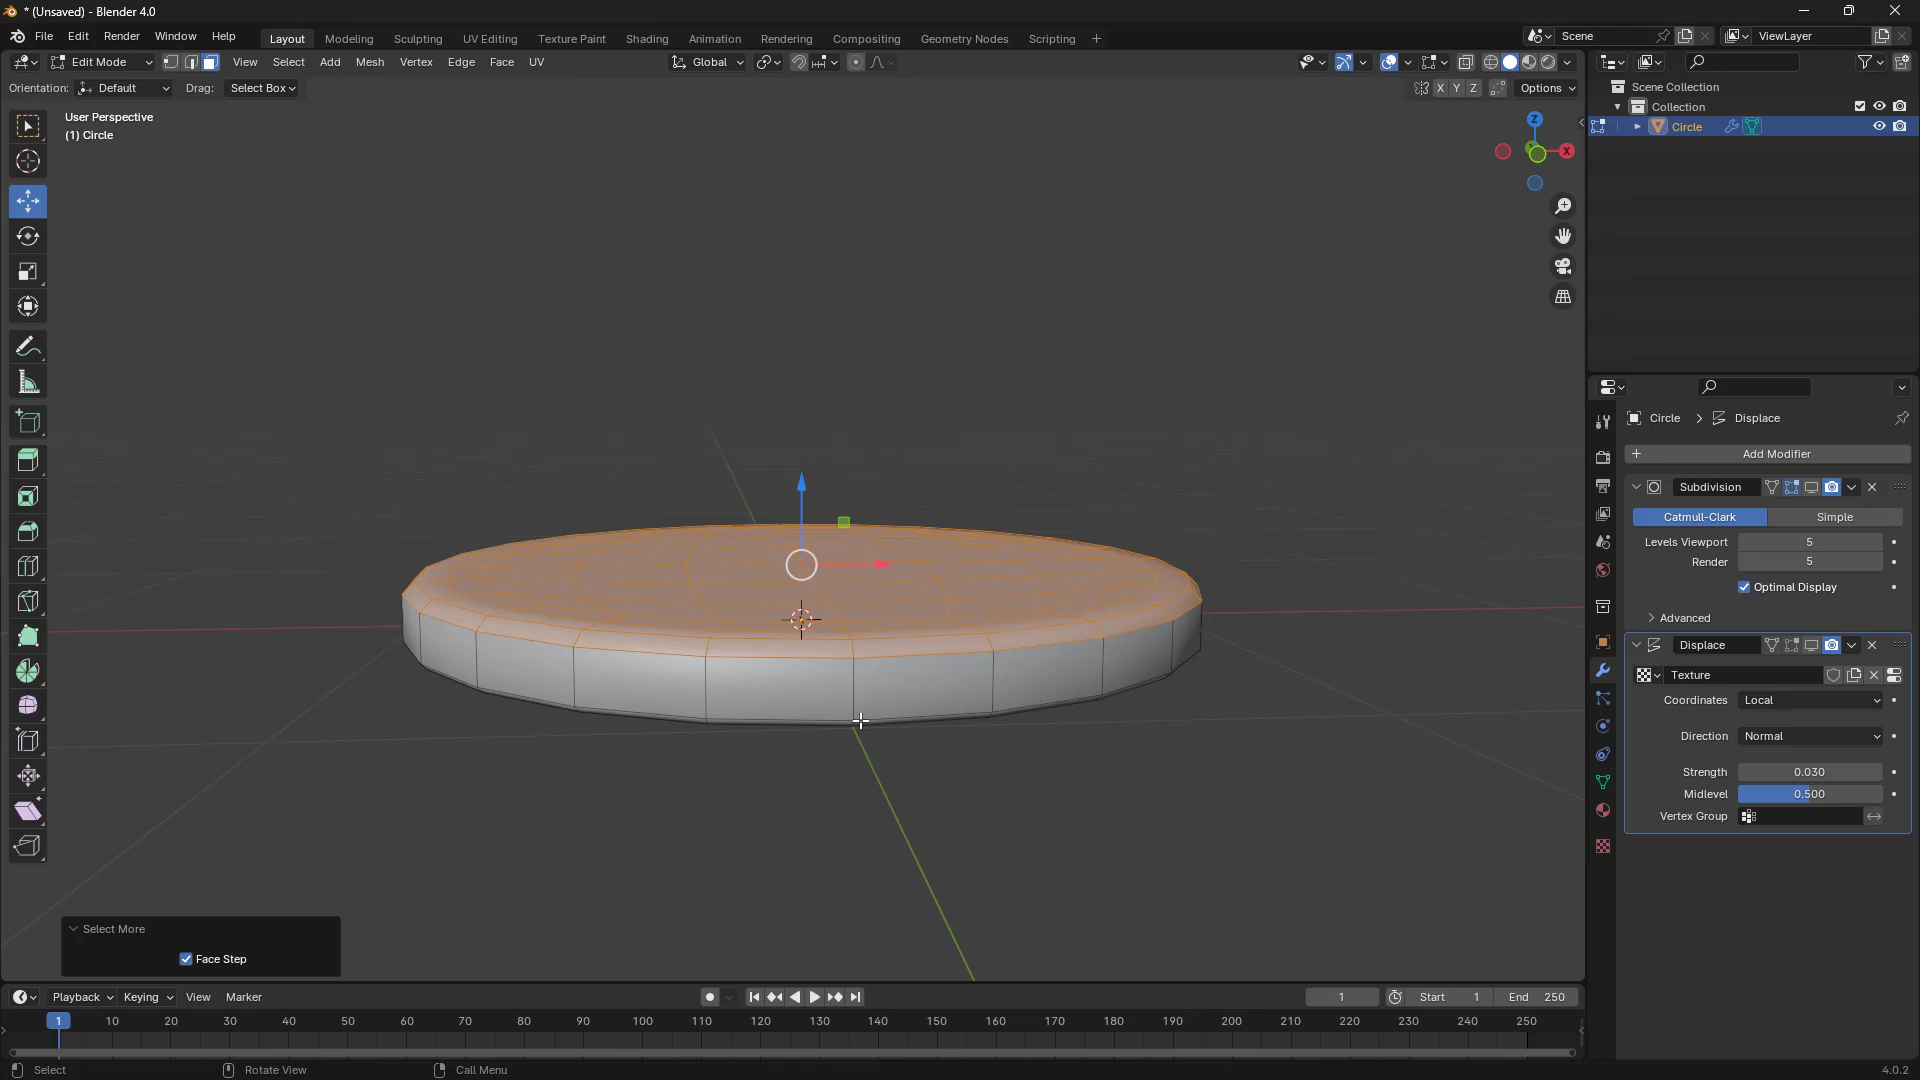 * (Unsaved) - Blender 4.0
File Edit Render Window Help Layout Modeling Sculpting UV Editing Texture Paint Shading Animation Rendering Compositing Geometry Nodes Scripting + Scene ViewLayer
Edit Mode View Select Add Mesh Vertex Edge Face UV Global
Orientation: Default Drag: Select Box X Y Z Options
User Perspective
(1) Circle
Z
X
Scene Collection
Collection
Circle
Circle > Displace
+ Add Modifier
Subdivision
Catmull-Clark Simple
Levels Viewport 5
Render 5
Optimal Display
Advanced
Displace
Texture
Coordinates Local
Direction Normal
Strength 0.030
Midlevel 0.500
Vertex Group
Select More
Face Step
Playback Keying View Marker 1 Start 1 End 250
1 10 20 30 40 50 60 70 80 90 100 110 120 130 140 150 160 170 180 190 200 210 220 230 240 250
Select Rotate View Call Menu 4.0.2